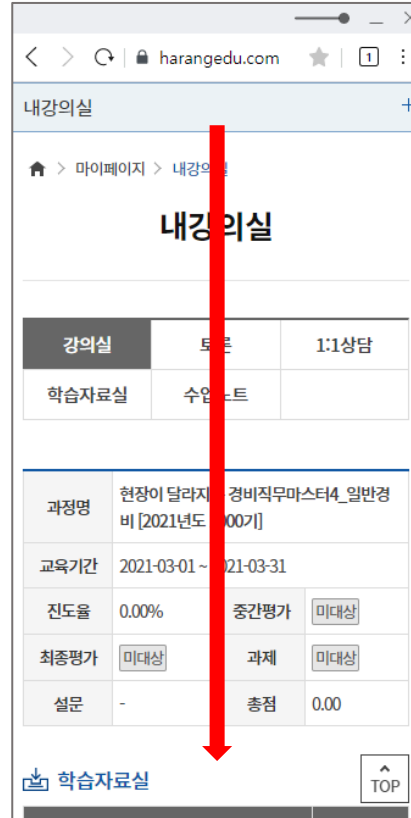 harangedu.com 1
내강의실
마이페이지 > 내강의실
내강의실
강의실 토론 1:1상담
학습자료실 수업노트
과정명 현장이 경비직무마스터4_일반경
비 [2021년도
교육기간 2021-03-01 ~ 2021-03-31
진도율 0.00% 중간평가 미대상
최종평가 미대상 과제 미대상
설문 - 총점 0.00
학습자료실
TOP